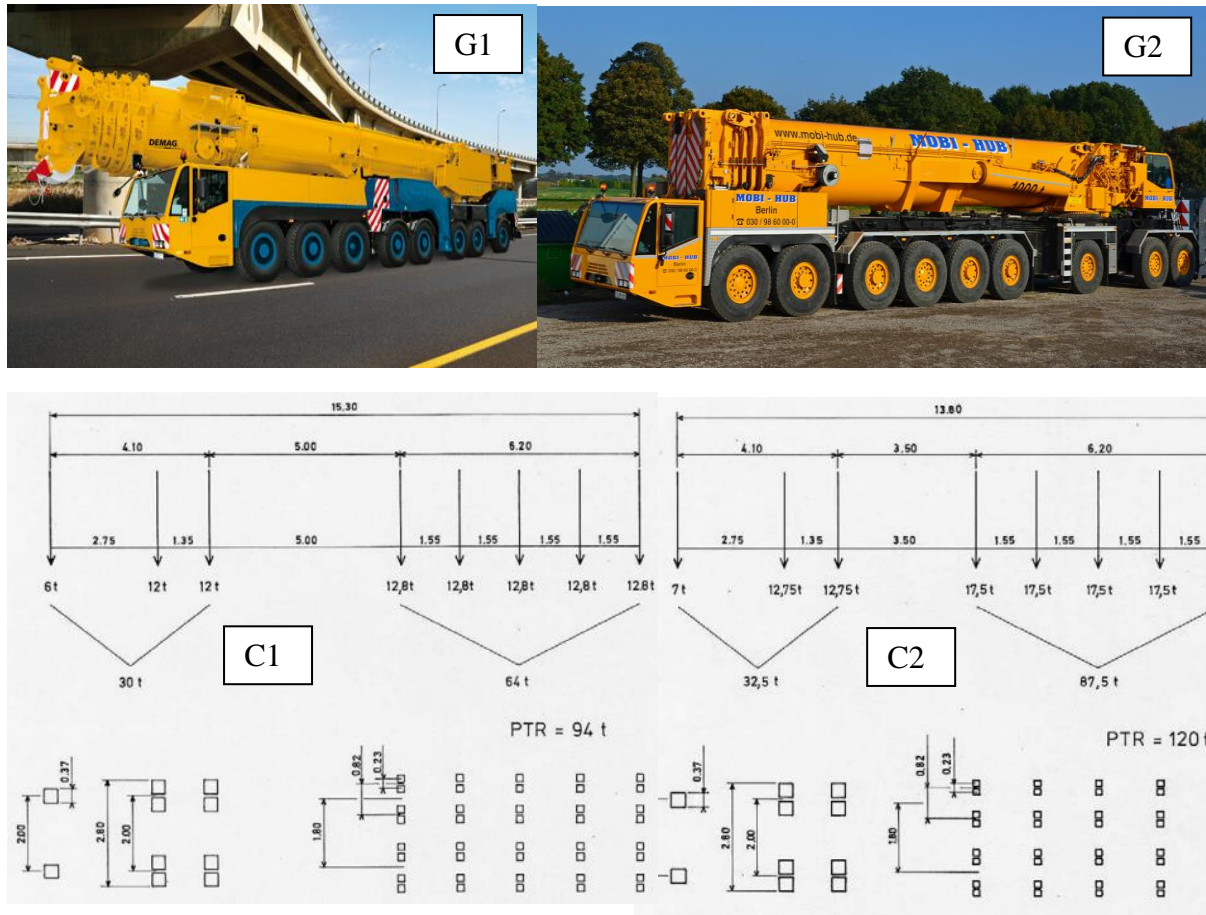 G1
DEMAG
G2
www.mobi-hub.de
MOBI - HUB
1000 t
MOBI - HUB
Berlin
☎ 030 / 98 60 00-0
MOBI - HUB
Berlin
MOBI - HUB
15,30
4.10 5.00 6.20
2.75 1.35 5.00 1.55 1.55 1.55 1.55
6t 12t 12t 12,8t 12,8t 12,8t 12,8t 12,8t
C1
30 t 64 t
PTR = 94 t
0.37 0.82 0.23
2.00 2.80 2.00 1.80
13.80
4.10 3.50 6.20
2.75 1.35 3.50 1.55 1.55 1.55 1.55
7t 12,75t 12,75t 17,5t 17,5t 17,5t 17,5t
C2
32,5 t 87,5 t
PTR = 120 t
0.37 0.82 0.23
2.80 2.00 1.80